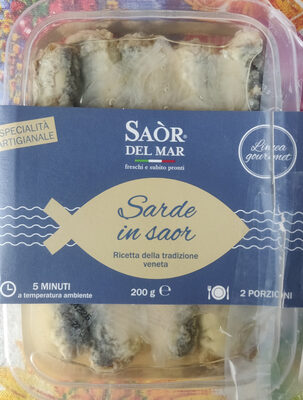 SAÒR®
DEL MAR
freschi e subito pronti
SPECIALITÀ
ARTIGIANALE
Linea
gourmet
Sarde
in saor
Ricetta della tradizione
veneta
5 MINUTI
a temperatura ambiente
200 g ℮
2 PORZIONI